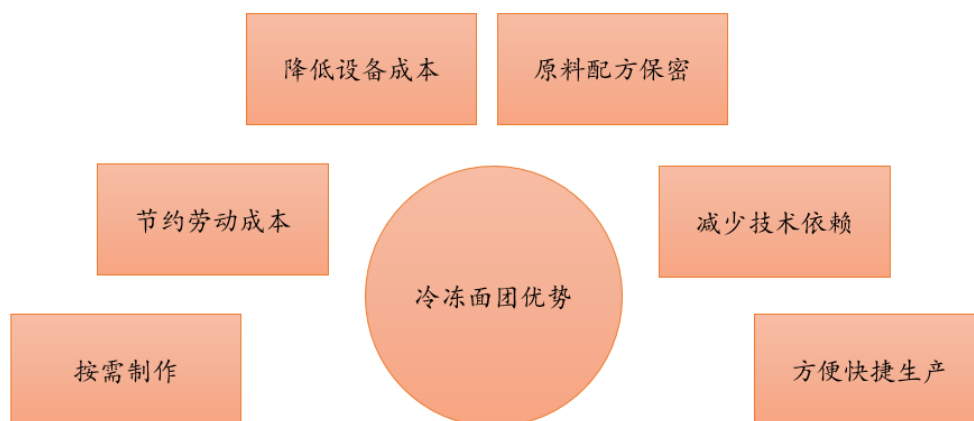 降低设备成本
原料配方保密
节约劳动成本
减少技术依赖
冷冻面团优势
按需制作
方便快捷生产